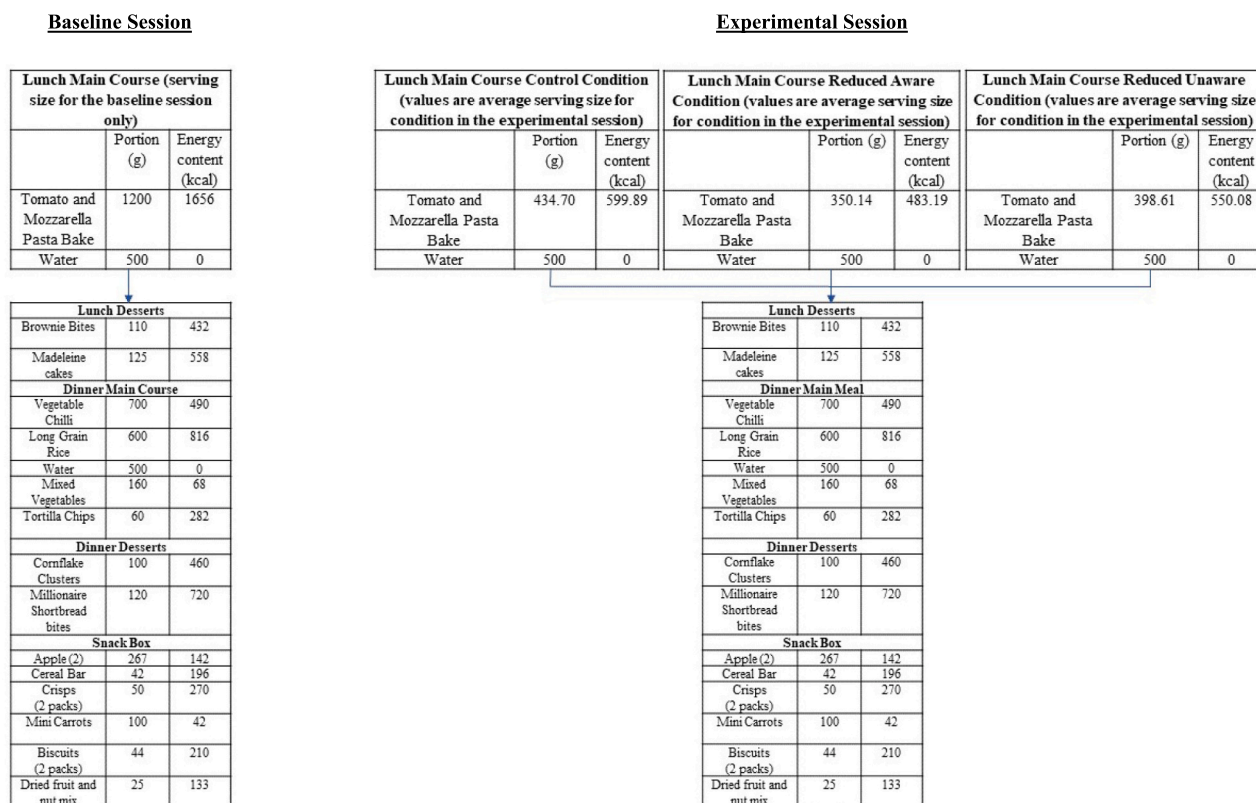 Baseline Session
Experimental Session
Lunch Main Course (serving
size for the baseline session
only)
Portion
(g)
Energy
content
(kcal)
Tomato and
Mozzarella
Pasta Bake
1200
1656
Water
500
0
Lunch Main Course Control Condition
(values are average serving size for
condition in the experimental session)
Portion
(g)
Energy
content
(kcal)
Tomato and
Mozzarella Pasta
Bake
434.70
599.89
Water
500
0
Lunch Main Course Reduced Aware
Condition (values are average serving size
for condition in the experimental session)
Portion (g)
Energy
content
(kcal)
Tomato and
Mozzarella Pasta
Bake
350.14
483.19
Water
500
0
Lunch Main Course Reduced Unaware
Condition (values are average serving size
for condition in the experimental session)
Portion (g)
Energy
content
(kcal)
Tomato and
Mozzarella Pasta
Bake
398.61
550.08
Water
500
0
Lunch Desserts
Brownie Bites 110 432
Madeleine 125 558
cakes
Dinner Main Course
Vegetable 700 490
Chilli
Long Grain 600 816
Rice
Water 500 0
Mixed 160 68
Vegetables
Tortilla Chips 60 282
Dinner Desserts
Cornflake 100 460
Clusters
Millionaire 120 720
Shortbread
bites
Snack Box
Apple (2) 267 142
Cereal Bar 42 196
Crisps 50 270
(2 packs)
Mini Carrots 100 42
Biscuits 44 210
(2 packs)
Dried fruit and 25 133
nut mix
Lunch Desserts
Brownie Bites 110 432
Madeleine 125 558
cakes
Dinner Main Meal
Vegetable 700 490
Chilli
Long Grain 600 816
Rice
Water 500 0
Mixed 160 68
Vegetables
Tortilla Chips 60 282
Dinner Desserts
Cornflake 100 460
Clusters
Millionaire 120 720
Shortbread
bites
Snack Box
Apple (2) 267 142
Cereal Bar 42 196
Crisps 50 270
(2 packs)
Mini Carrots 100 42
Biscuits 44 210
(2 packs)
Dried fruit and 25 133
nut mix